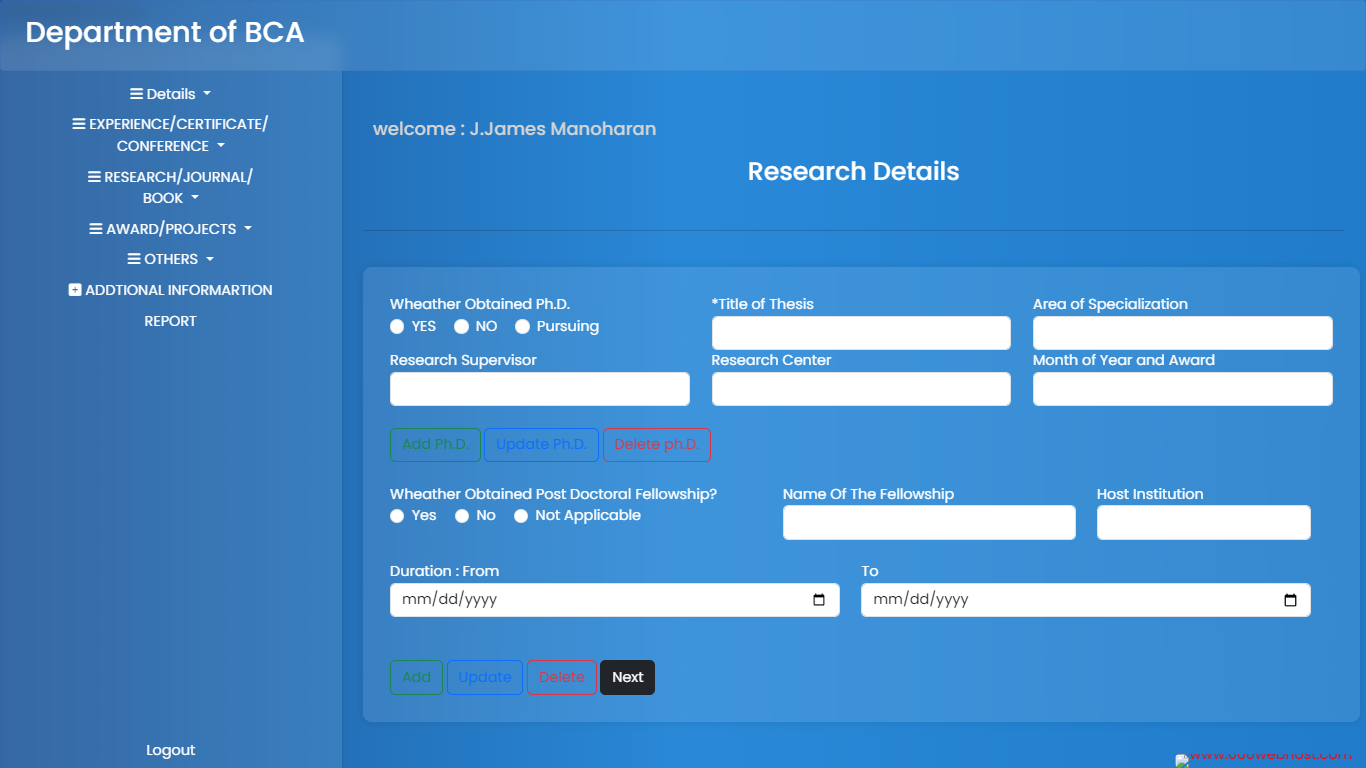 Department of BCA
Details
EXPERIENCE/CERTIFICATE/
CONFERENCE
RESEARCH/JOURNAL/
BOOK
AWARD/PROJECTS
OTHERS
ADDTIONAL INFORMARTION
REPORT
Logout
welcome : J.James Manoharan
Research Details
Wheather Obtained Ph.D.
YES NO Pursuing
*Title of Thesis
Area of Specialization
Research Supervisor
Research Center
Month of Year and Award
Add Ph.D. Update Ph.D. Delete ph.D.
Wheather Obtained Post Doctoral Fellowship?
Yes No Not Applicable
Name Of The Fellowship
Host Institution
Duration : From
mm/dd/yyyy
To
mm/dd/yyyy
Add Update Delete Next